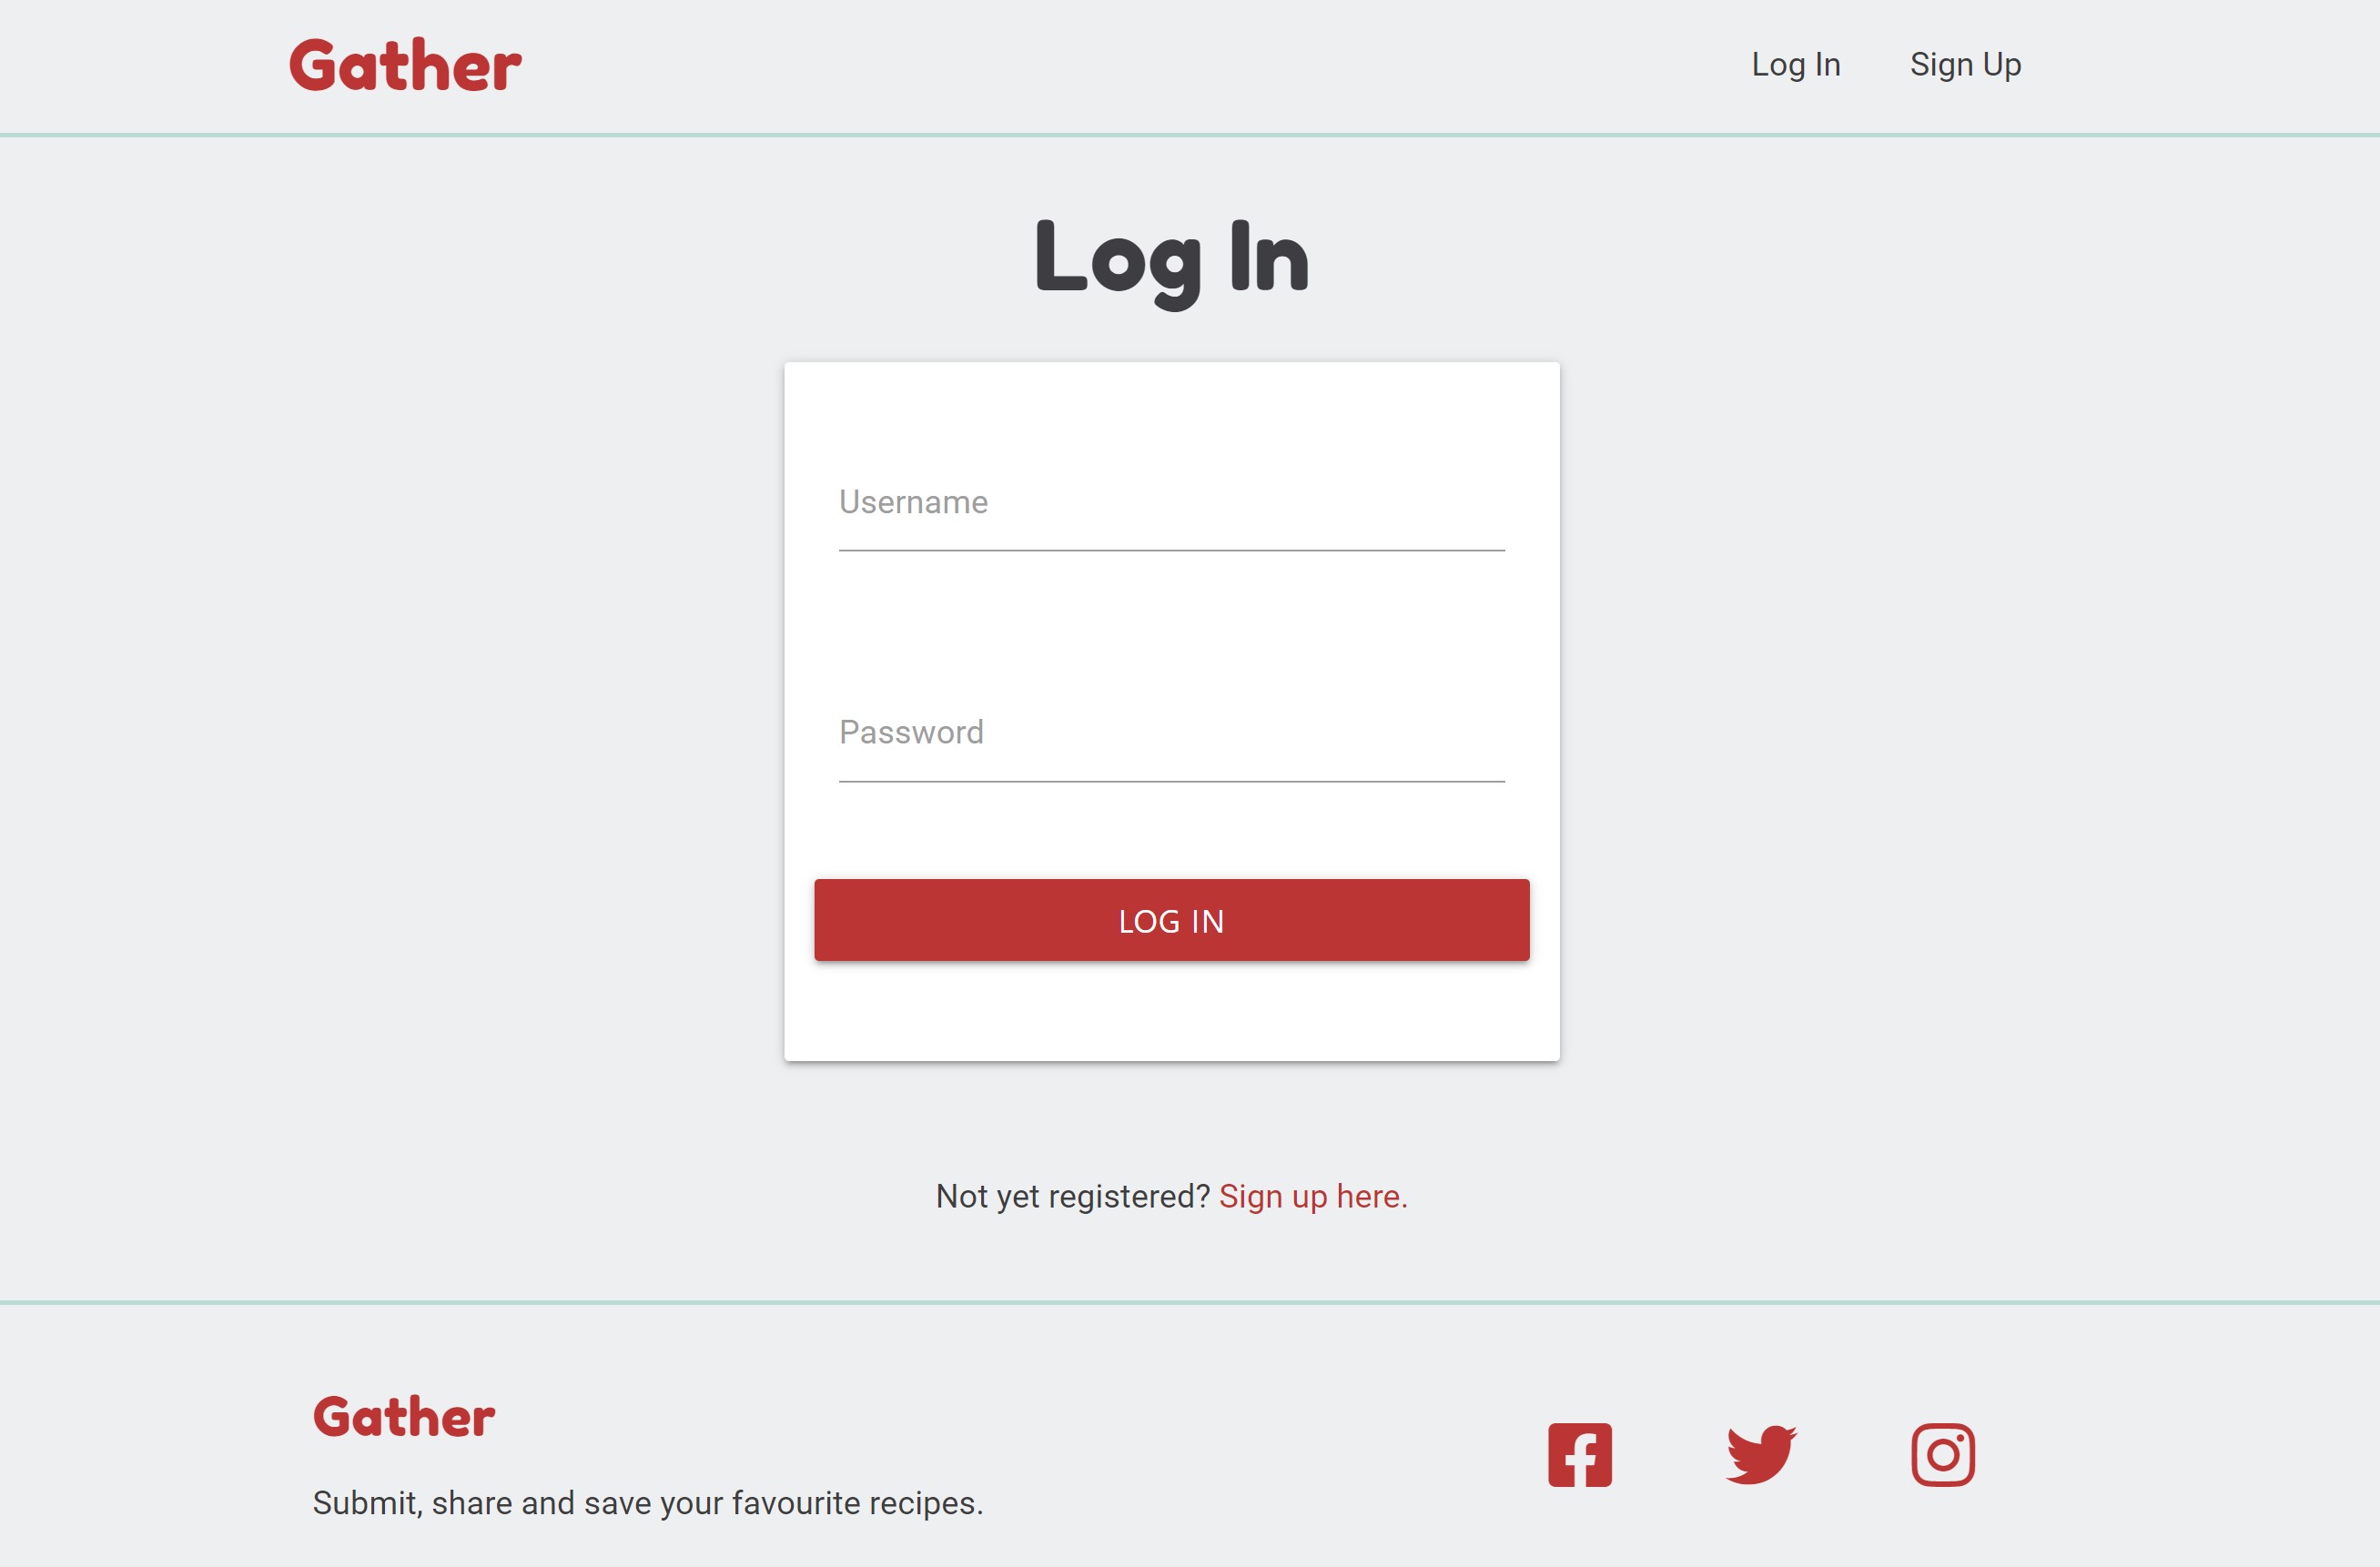 Gather
Log In Sign Up
Log In
Username
Password
LOG IN
Not yet registered? Sign up here.
Gather
Submit, share and save your favourite recipes.